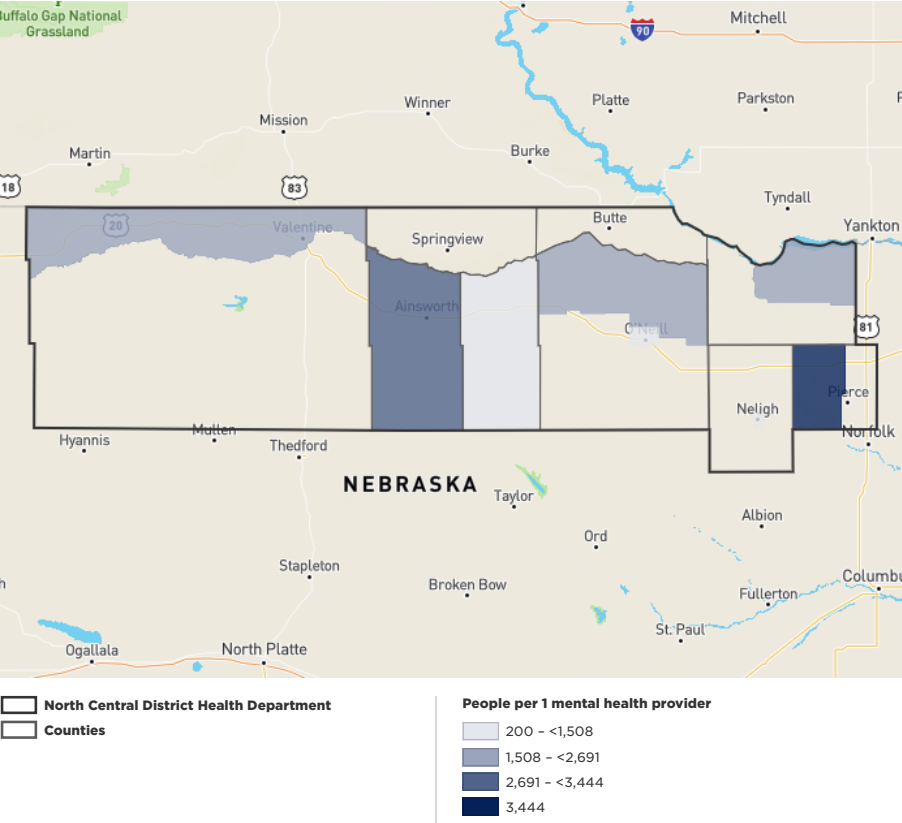 Buffalo Gap National
Grassland
Mitchell
90
Winner
Platte
Parkston
Mission
Martin
Burke
18
83
Tyndall
20
Valentine
Butte
Springview
Yankton
Ainsworth
O'Neill
81
Pierce
Neligh
Hyannis
Mullen
Thedford
Norfolk
NEBRASKA
Taylor
Albion
Ord
Stapleton
Broken Bow
Fullerton
Columbu
h
St. Paul
Ogallala
North Platte
North Central District Health Department
Counties
People per 1 mental health provider
200 – <1,508
1,508 – <2,691
2,691 – <3,444
3,444